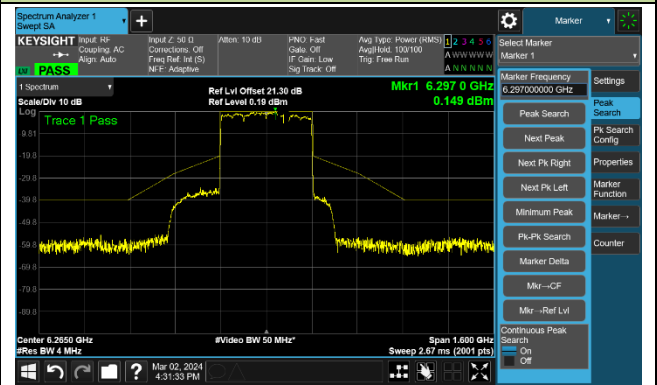 Spectrum Analyzer 1
Swept SA
Marker
KEYSIGHT
Input: RF
Coupling: AC
Align: Auto
Input Z: 50 Ω
Corrections: Off
Freq Ref: Int (S)
NFE: Adaptive
Atten: 10 dB
PNO: Fast
Gate: Off
IF Gain: Low
Sig Track: Off
Avg Type: Power (RMS)
Avg|Hold: 100/100
Trig: Free Run
1 2 3 4 5 6
A W W W W W
A N N N N N
LNI PASS
Select Marker
Marker 1
1 Spectrum
Scale/Div 10 dB
Ref Lvl Offset 21.30 dB
Ref Level 0.19 dBm
Mkr1 6.297 0 GHz
0.149 dBm
Log
Trace 1 Pass
-9.81
-19.8
-29.8
-39.8
-49.8
-59.8
-69.8
-79.8
-89.8
Center 6.2650 GHz
#Res BW 4 MHz
#Video BW 50 MHz*
Span 1.600 GHz
Sweep 2.67 ms (2001 pts)
Marker Frequency
6.297000000 GHz
Peak Search
Next Peak
Next Pk Right
Next Pk Left
Minimum Peak
Pk-Pk Search
Marker Delta
Mkr→CF
Mkr→Ref Lvl
Continuous Peak
Search
On
Off
Settings
Peak
Search
Pk Search
Config
Properties
Marker
Function
Marker→
Counter
Mar 02, 2024
4:31:33 PM